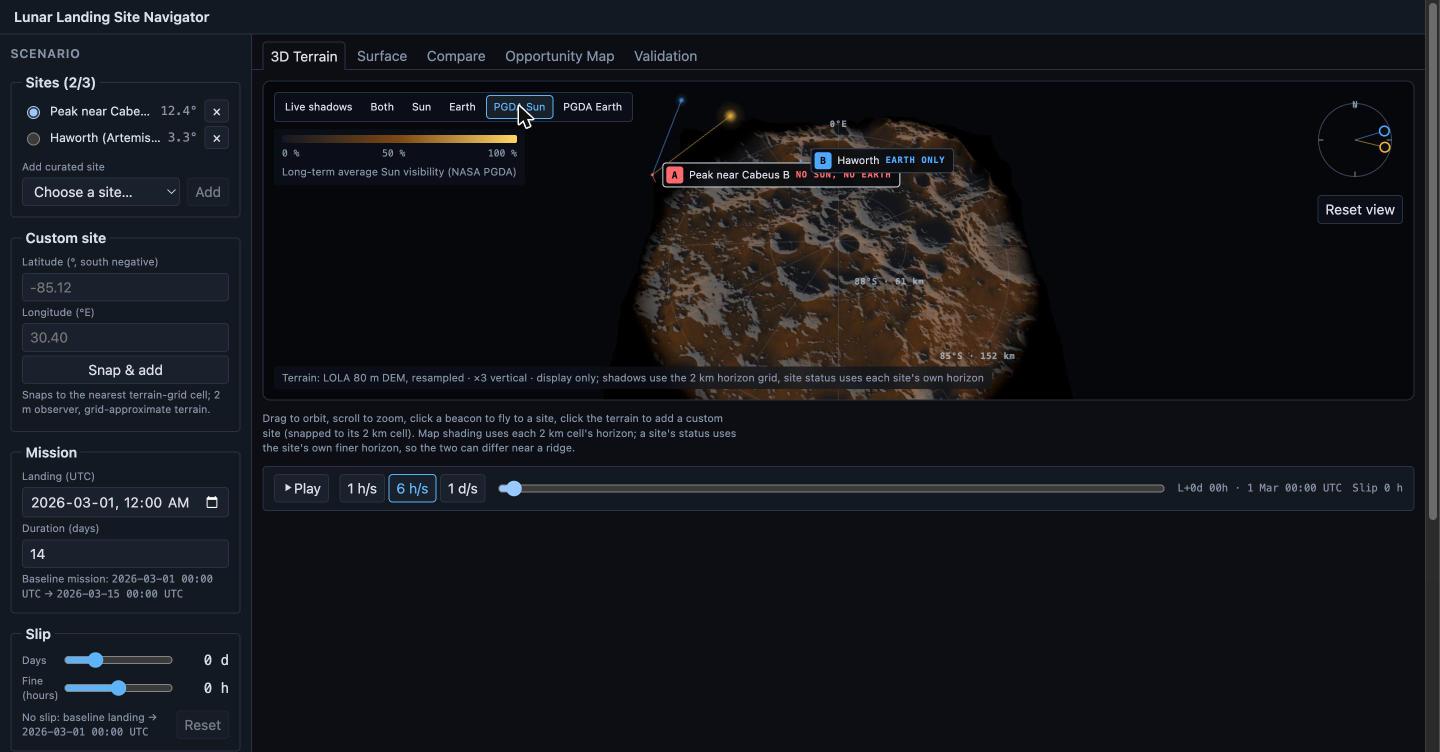 Lunar Landing Site Navigator
SCENARIO
Sites (2/3)
Peak near Cabe... 12.4° ×
Haworth (Artemis... 3.3° ×
Add curated site
Choose a site... Add
Custom site
Latitude (°, south negative)
-85.12
Longitude (°E)
30.40
Snap & add
Snaps to the nearest terrain-grid cell; 2
m observer, grid-approximate terrain.
Mission
Landing (UTC)
2026-03-01, 12:00 AM
Duration (days)
14
Baseline mission: 2026-03-01 00:00
UTC → 2026-03-15 00:00 UTC
Slip
Days 0 d
Fine
(hours) 0 h
No slip: baseline landing →
2026-03-01 00:00 UTC
Reset
3D Terrain Surface Compare Opportunity Map Validation
Live shadows Both Sun Earth PGDA Sun PGDA Earth
0 % 50 % 100 %
Long-term average Sun visibility (NASA PGDA)
0°E
B Haworth EARTH ONLY
A Peak near Cabeus B NO SUN, NO EARTH
88°S · 61 km
85°S · 152 km
N
Reset view
Terrain: LOLA 80 m DEM, resampled · ×3 vertical · display only; shadows use the 2 km horizon grid, site status uses each site's own horizon
Drag to orbit, scroll to zoom, click a beacon to fly to a site, click the terrain to add a custom
site (snapped to its 2 km cell). Map shading uses each 2 km cell's horizon; a site's status uses
the site's own finer horizon, so the two can differ near a ridge.
Play 1 h/s 6 h/s 1 d/s L+0d 00h · 1 Mar 00:00 UTC Slip 0 h